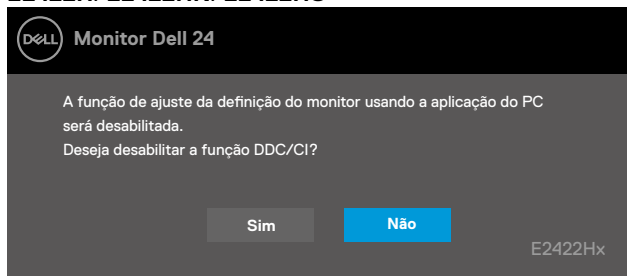 DELL Monitor Dell 24
A função de ajuste da definição do monitor usando a aplicação do PC
será desabilitada.
Deseja desabilitar a função DDC/CI?
Sim Não
E2422Hx